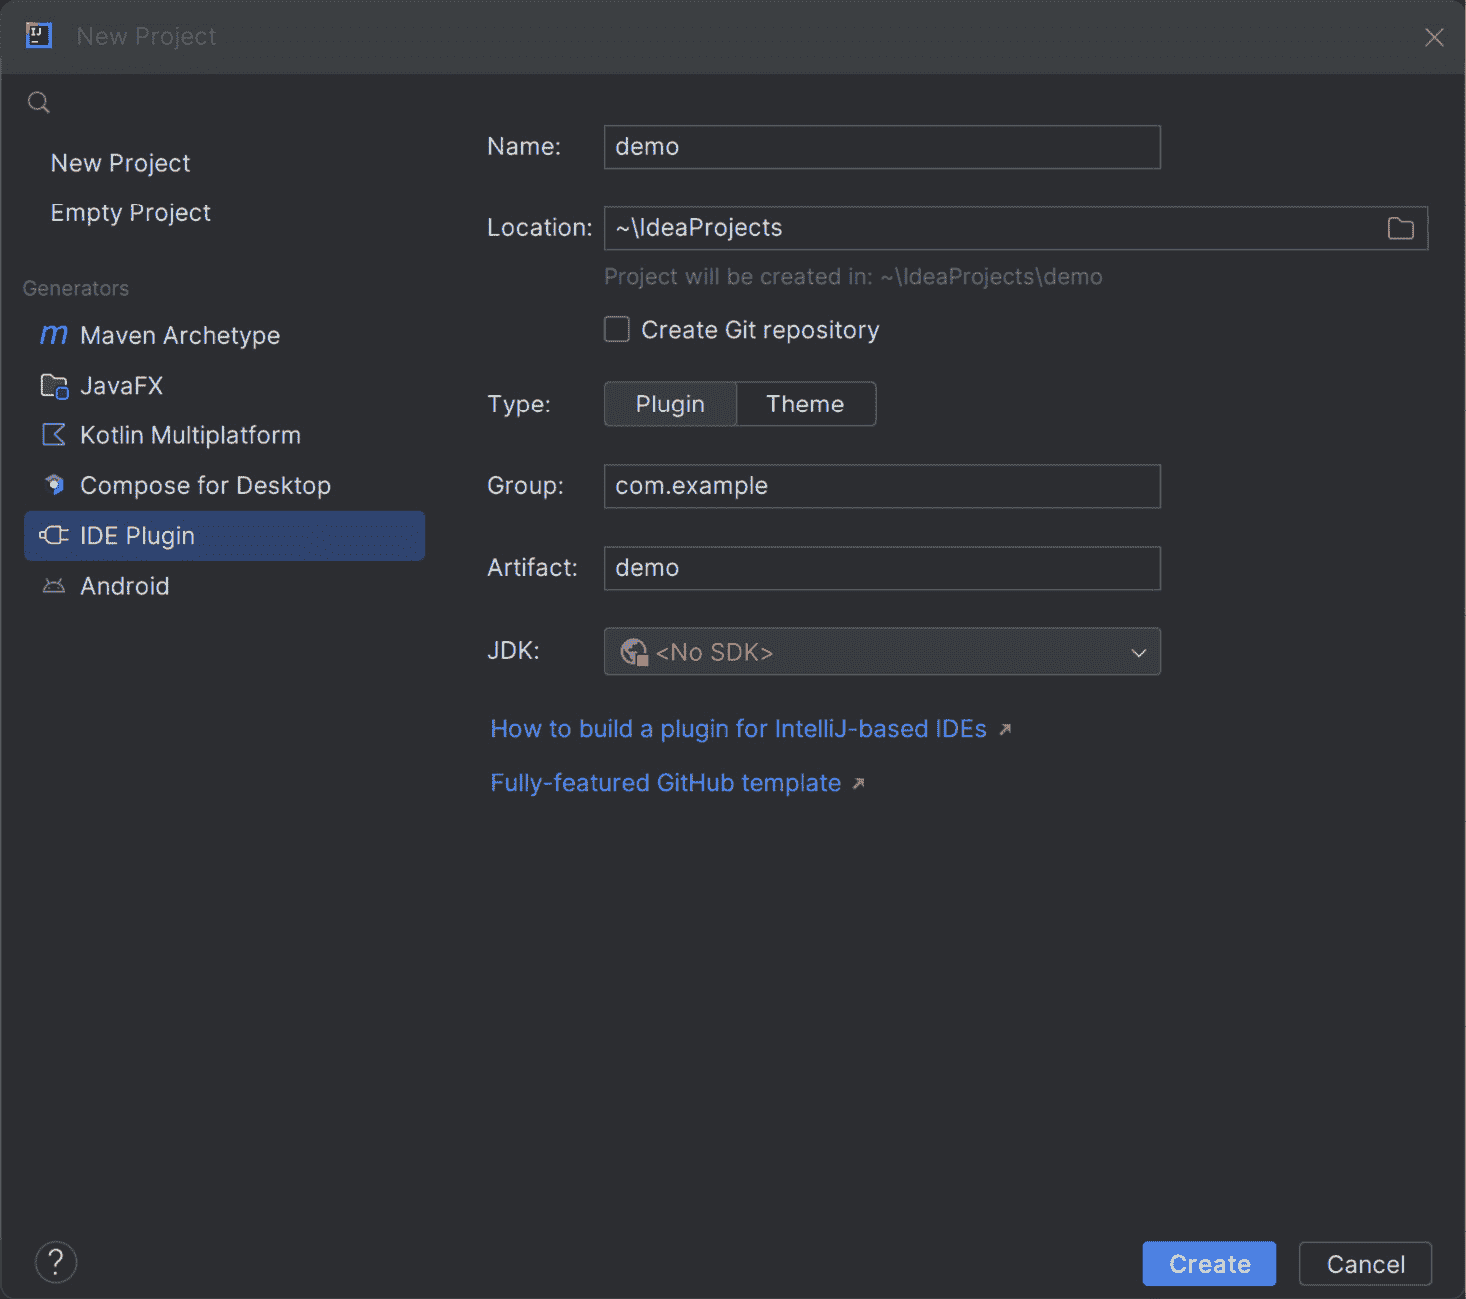 New Project
New Project
Empty Project
Generators
Maven Archetype
JavaFX
Kotlin Multiplatform
Compose for Desktop
IDE Plugin
Android
Name: demo
Location: ~\IdeaProjects
Project will be created in: ~\IdeaProjects\demo
Create Git repository
Type: Plugin Theme
Group: com.example
Artifact: demo
JDK: <No SDK>
How to build a plugin for IntelliJ-based IDEs ↗
Fully-featured GitHub template ↗
? Create Cancel